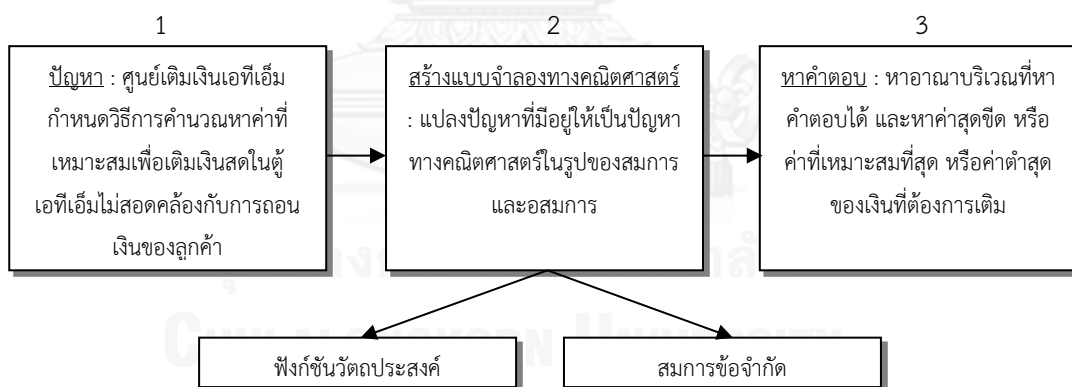 1
2
3
ปัญหา : ศูนย์เติมเงินเอทีเอ็ม
กำหนดวิธีการคำนวณหาค่าที่
เหมาะสมเพื่อเติมเงินสดในตู้
เอทีเอ็มไม่สอดคล้องกับการถอน
เงินของลูกค้า
สร้างแบบจำลองทางคณิตศาสตร์
: แปลงปัญหาที่มีอยู่ให้เป็นปัญหา
ทางคณิตศาสตร์ในรูปของสมการ
และอสมการ
หาคำตอบ : หาอาณาบริเวณที่หา
คำตอบได้ และหาค่าสุดขีด หรือ
ค่าที่เหมาะสมที่สุด หรือค่าต่ำสุด
ของเงินที่ต้องการเติม
ฟังก์ชันวัตถุประสงค์
สมการข้อจำกัด